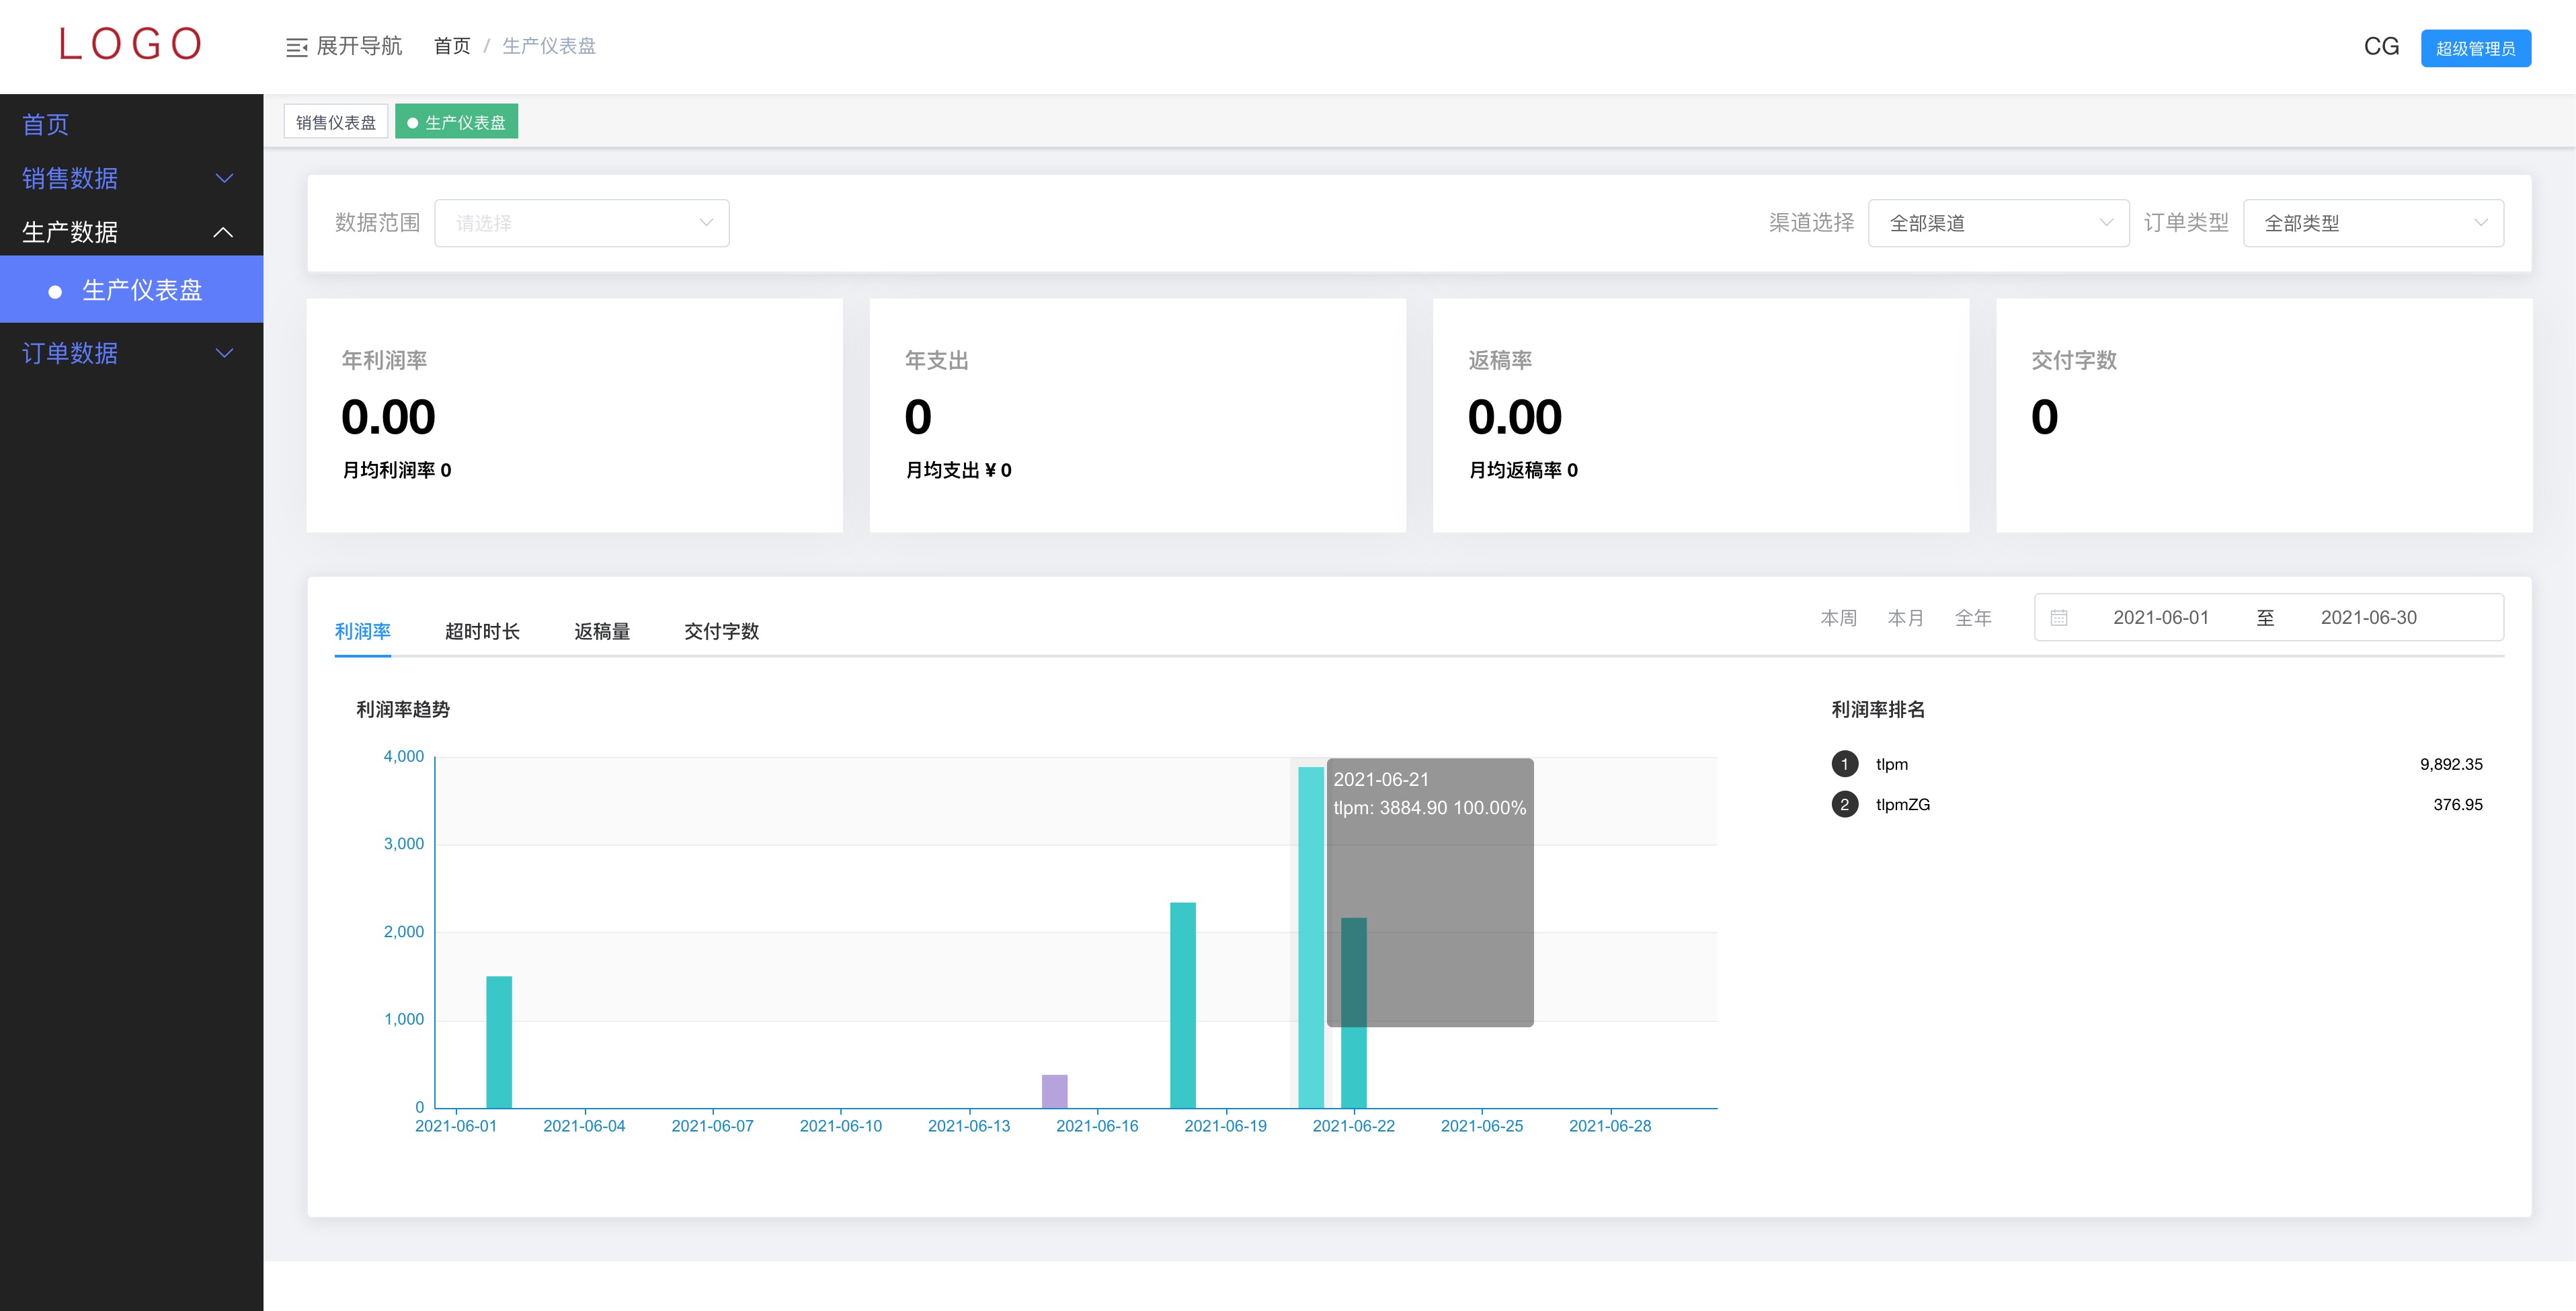 LOGO
展开导航 首页 / 生产仪表盘
CG 超级管理员
首页
销售数据
生产数据
生产仪表盘
订单数据
销售仪表盘 生产仪表盘
数据范围 请选择 渠道选择 全部渠道 订单类型 全部类型
年利润率
0.00
月均利润率 0
年支出
0
月均支出 ¥ 0
返稿率
0.00
月均返稿率 0
交付字数
0
利润率 超时时长 返稿量 交付字数
本周 本月 全年 2021-06-01 至 2021-06-30
利润率趋势
4,000
3,000
2,000
1,000
0
2021-06-01 2021-06-04 2021-06-07 2021-06-10 2021-06-13 2021-06-16 2021-06-19 2021-06-22 2021-06-25 2021-06-28
2021-06-21
tlpm: 3884.90 100.00%
利润率排名
1 tlpm 9,892.35
2 tlpmZG 376.95